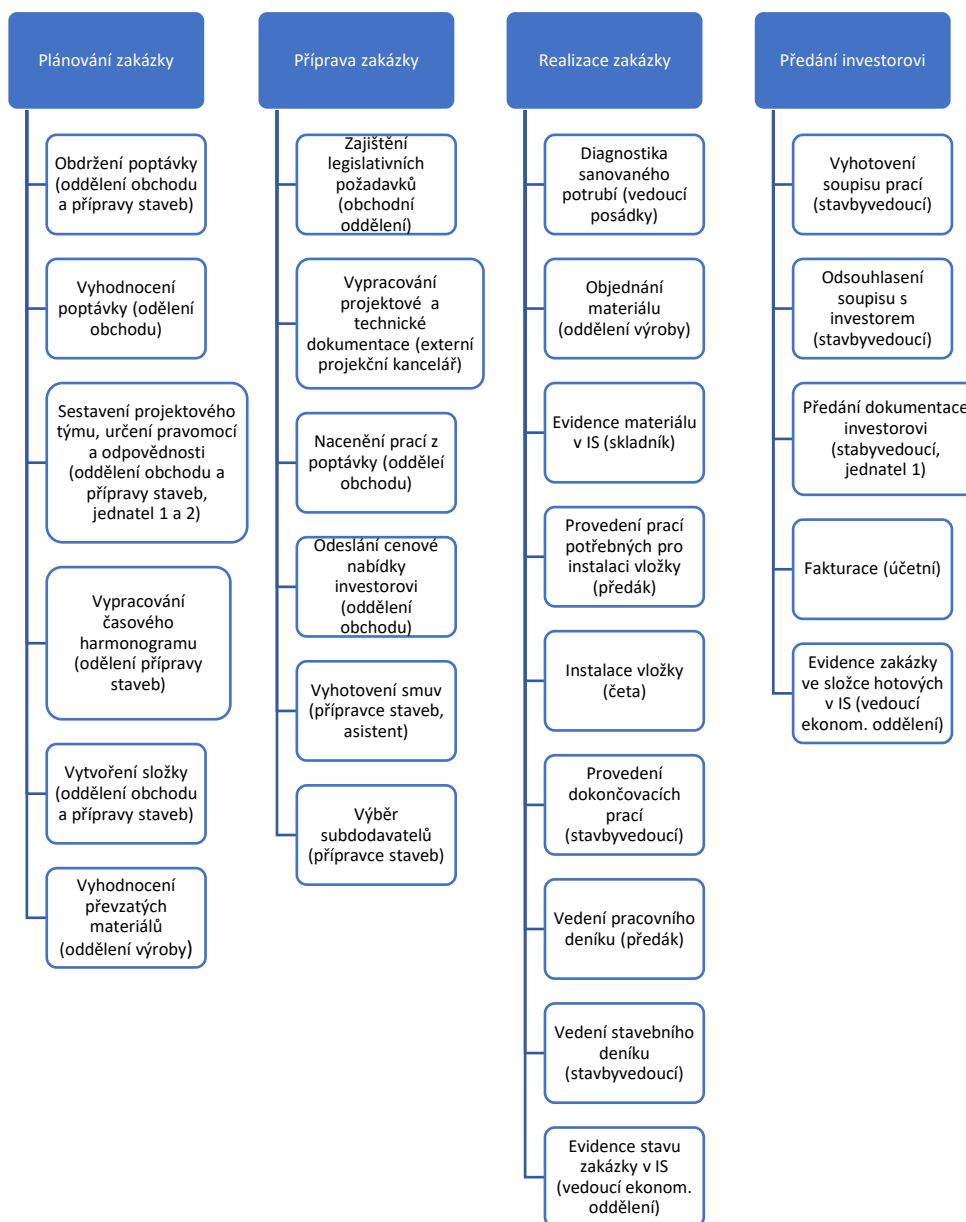 Plánování zakázky
Obdržení poptávky
(oddělení obchodu
a přípravy staveb)
Vyhodnocení
poptávky (odělení
obchodu)
Sestavení projektového
týmu, určení pravomocí
a odpovědnosti
(oddělení obchodu a
přípravy staveb,
jednatel 1 a 2)
Vypracování
časového
harmonogramu
(odělení přípravy
staveb)
Vytvoření složky
(oddělení obchodu
a přípravy staveb)
Vyhodnocení
převzatých
materiálů
(oddělení výroby)
Příprava zakázky
Zajištění
legislativních
požadavků
(obchodní
oddělení)
Vypracování
projektové a
technické
dokumentace (externí
projekční kancelář)
Nacenění prací z
poptávky (odděleí
obchodu)
Odeslání cenové
nabídky
investorovi
(oddělení
obchodu)
Vyhotovení smuv
(přípravce staveb,
asistent)
Výběr
subdodavatelů
(přípravce staveb)
Realizace zakázky
Diagnostika
sanovaného
potrubí (vedoucí
posádky)
Objednání
materiálu
(oddělení výroby)
Evidence materiálu
v IS (skladník)
Provedení prací
potřebných pro
instalaci vložky
(předák)
Instalace vložky
(četa)
Provedení
dokončovacích
prací
(stavbyvedoucí)
Vedení pracovního
deníku (předák)
Vedení stavebního
deníku
(stavbyvedoucí)
Evidence stavu
zakázky v IS
(vedoucí ekonom.
oddělení)
Předání investorovi
Vyhotovení
soupisu prací
(stavbyvedoucí)
Odsouhlasení
soupisu s
investorem
(stavbyvedoucí)
Předání dokumentace
investorovi
(stabyvedoucí,
jednatel 1)
Fakturace (účetní)
Evidence zakázky
ve složce hotových
v IS (vedoucí
ekonom. oddělení)